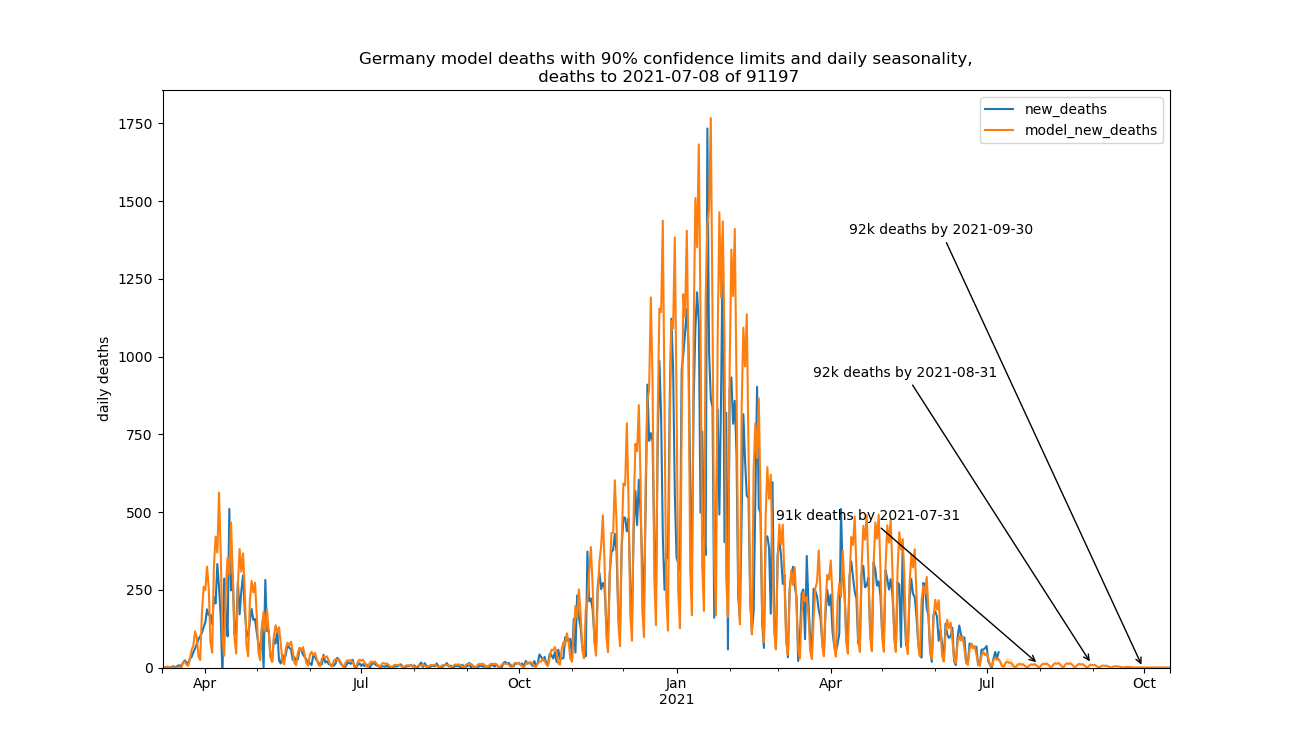 Germany model deaths with 90% confidence limits and daily seasonality,
deaths to 2021-07-08 of 91197
new_deaths
model_new_deaths
1750
1500
1250
1000
750
500
250
0
daily deaths
92k deaths by 2021-09-30
92k deaths by 2021-08-31
91k deaths by 2021-07-31
Apr
Jul
Oct
Jan
2021
Apr
Jul
Oct